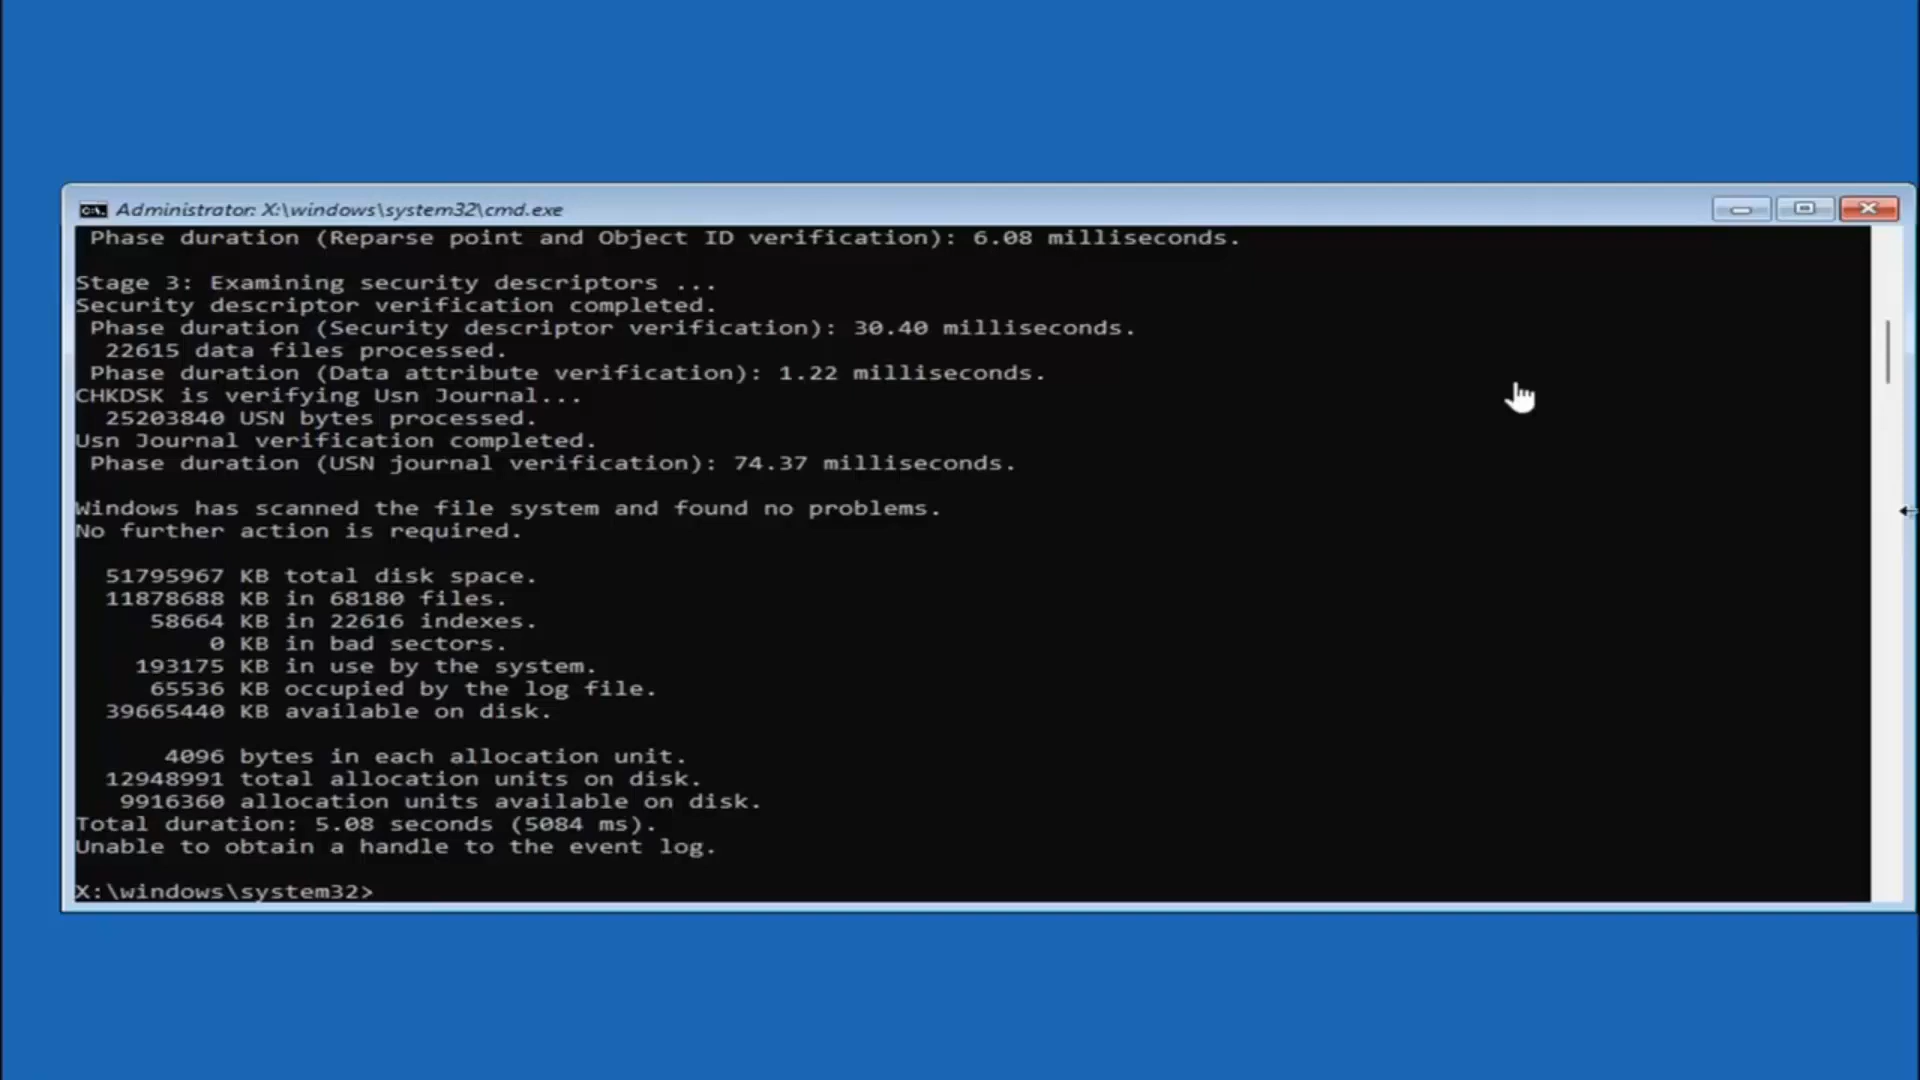 Administrator: X:\windows\system32\cmd.exe
Phase duration (Reparse point and Object ID verification): 6.08 milliseconds.
Stage 3: Examining security descriptors ...
Security descriptor verification completed.
Phase duration (Security descriptor verification): 30.40 milliseconds.
22615 data files processed.
Phase duration (Data attribute verification): 1.22 milliseconds.
CHKDSK is verifying Usn Journal...
25203840 USN bytes processed.
Usn Journal verification completed.
Phase duration (USN journal verification): 74.37 milliseconds.
Windows has scanned the file system and found no problems.
No further action is required.
51795967 KB total disk space.
11878688 KB in 68180 files.
58664 KB in 22616 indexes.
0 KB in bad sectors.
193175 KB in use by the system.
65536 KB occupied by the log file.
39665440 KB available on disk.
4096 bytes in each allocation unit.
12948991 total allocation units on disk.
9916360 allocation units available on disk.
Total duration: 5.08 seconds (5084 ms).
Unable to obtain a handle to the event log.
X:\windows\system32>